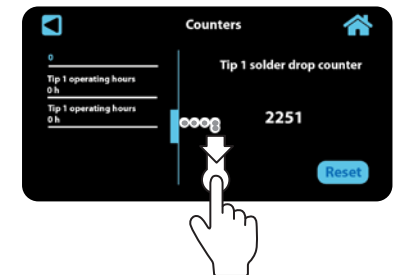 Counters
0
Tip 1 operating hours
0 h
Tip 1 operating hours
0 h
Tip 1 solder drop counter
2251
Reset